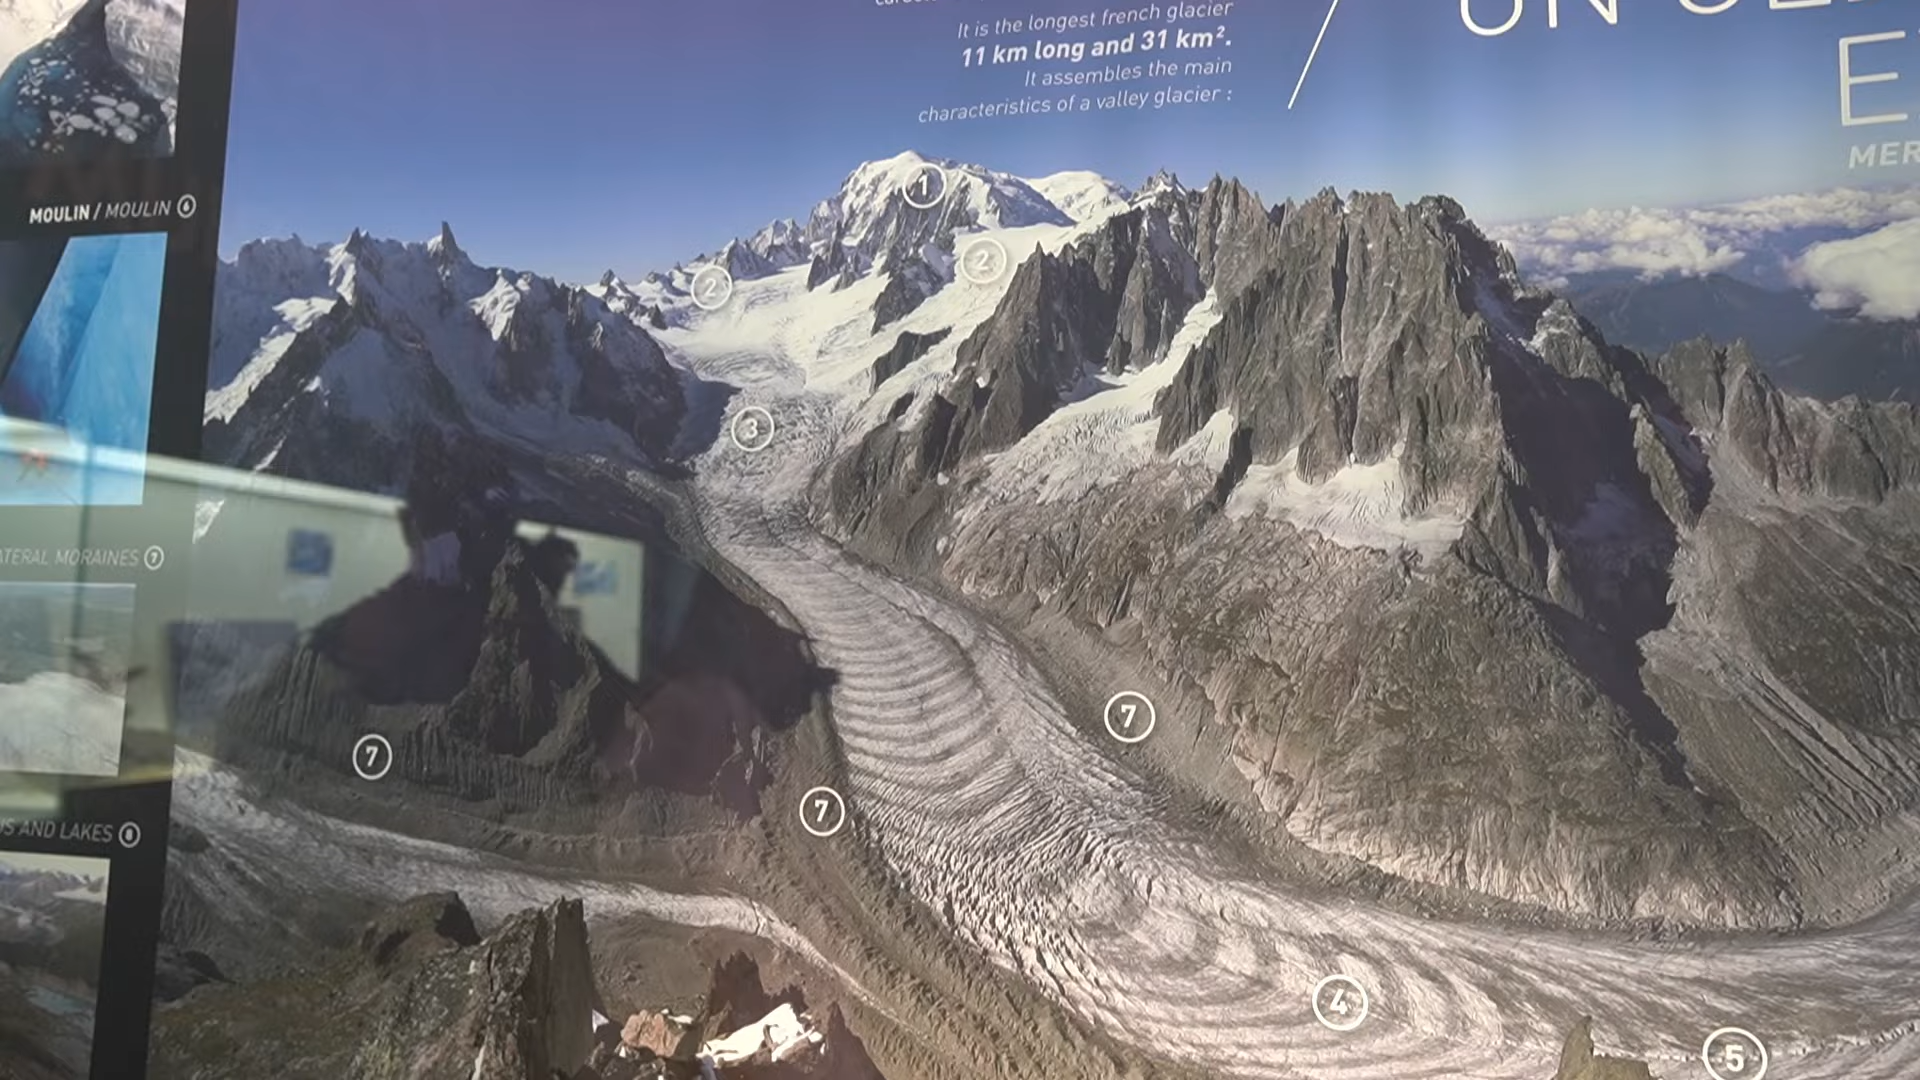 It is the longest french glacier
11 km long and 31 km².
It assembles the main
characteristics of a valley glacier :
UN
MER
MOULIN / MOULIN 6
MORAINES 7
AND LAKES 8
1
2
2
3
7
7
7
4
5